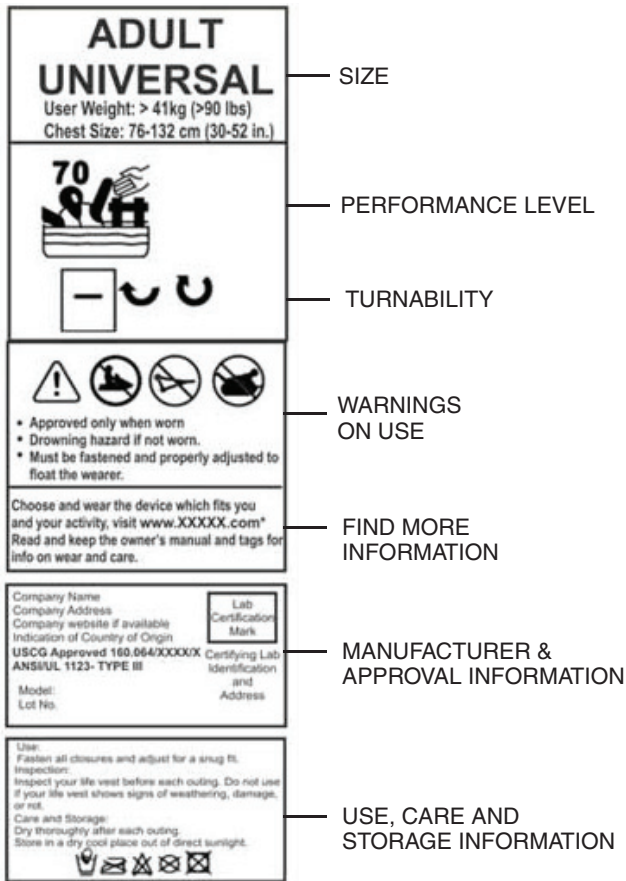 ADULT
UNIVERSAL
User Weight: > 41kg (>90 lbs)
Chest Size: 76-132 cm (30-52 in.)
SIZE
70
PERFORMANCE LEVEL
TURNABILITY
• Approved only when worn
• Drowning hazard if not worn.
• Must be fastened and properly adjusted to
float the wearer.
WARNINGS
ON USE
Choose and wear the device which fits you
and your activity, visit www.XXXXX.com*
Read and keep the owner's manual and tags for
info on wear and care.
FIND MORE
INFORMATION
Company Name
Company Address
Company website if available
Indication of Country of Origin
USCG Approved 160.064/XXXX/X
ANSI/UL 1123- TYPE III
Model:
Lot No.
Lab
Certification
Mark
Certifying Lab
Identification
and
Address
MANUFACTURER &
APPROVAL INFORMATION
Use:
Fasten all closures and adjust for a snug fit.
Inspection:
Inspect your life vest before each outing. Do not use
if your life vest shows signs of weathering, damage,
or rot.
Care and Storage:
Dry thoroughly after each outing.
Store in a dry cool place out of direct sunlight.
USE, CARE AND
STORAGE INFORMATION